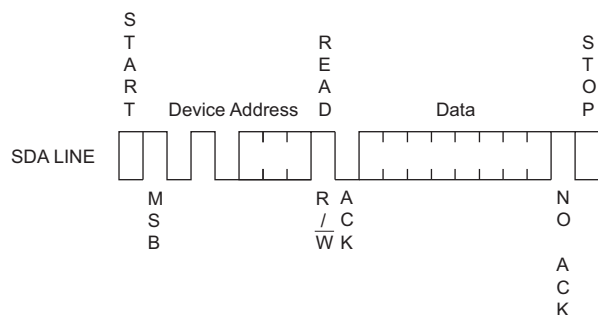 START
READ
STOP
Device Address
Data
SDA LINE
MSB
R/W
ACK
NO ACK